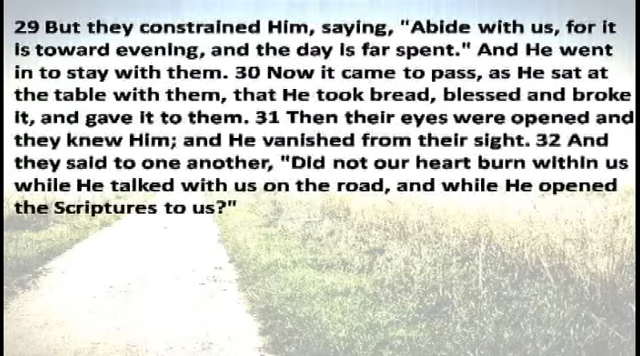 29 But they constrained Him, saying, "Abide with us, for it
is toward evening, and the day is far spent." And He went
in to stay with them. 30 Now it came to pass, as He sat at
the table with them, that He took bread, blessed and broke
it, and gave it to them. 31 Then their eyes were opened and
they knew Him; and He vanished from their sight. 32 And
they said to one another, "Did not our heart burn within us
while He talked with us on the road, and while He opened
the Scriptures to us?"